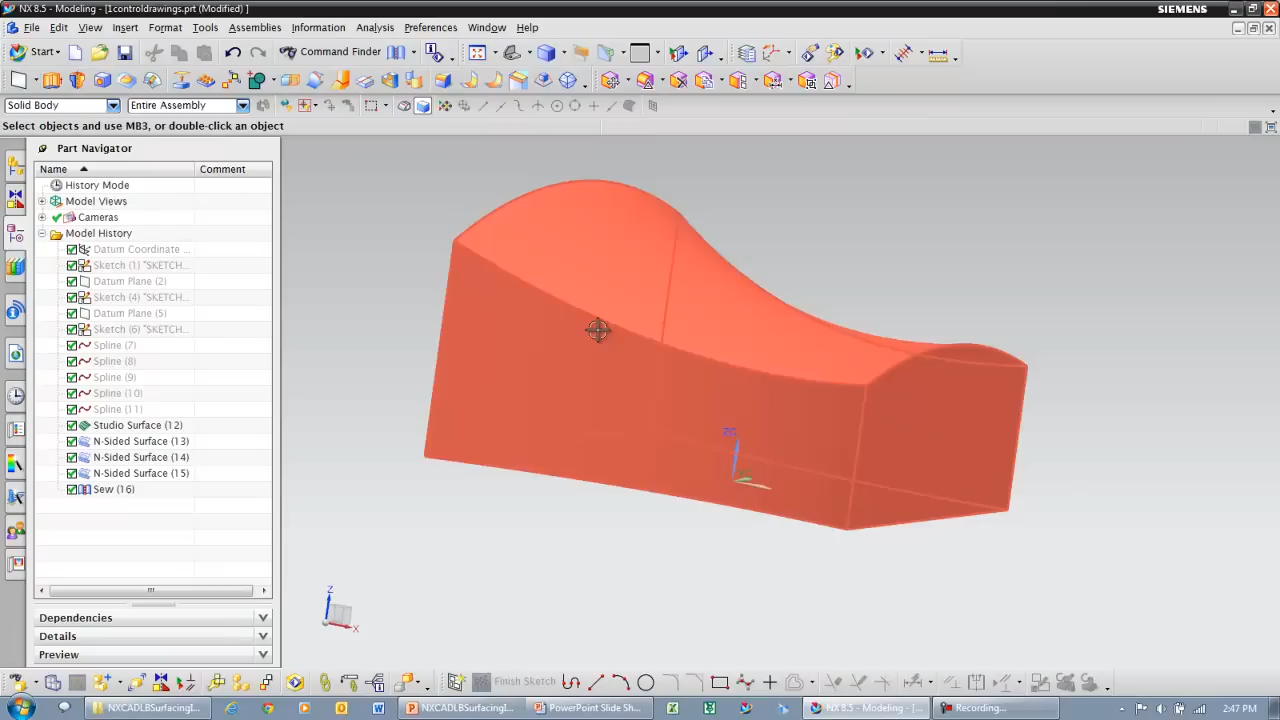 NX 8.5 - Modeling - [1controldrawings.prt (Modified) ]
SIEMENS
File Edit View Insert Format Tools Assemblies Information Analysis Preferences Window Help
Start Command Finder
Solid Body Entire Assembly
Select objects and use MB3, or double-click an object
Part Navigator
Name Comment
History Mode
Model Views
Cameras
Model History
Datum Coordinate ...
Sketch (1) "SKETCH...
Datum Plane (2)
Sketch (4) "SKETCH...
Datum Plane (5)
Sketch (6) "SKETCH...
Spline (7)
Spline (8)
Spline (9)
Spline (10)
Spline (11)
Studio Surface (12)
N-Sided Surface (13)
N-Sided Surface (14)
N-Sided Surface (15)
Sew (16)
Dependencies
Details
Preview
ZC
Z
X
Finish Sketch
NXCADLBSurfacingI... NXCADLBSurfacingI... PowerPoint Slide Sh... NX 8.5 - Modeling -... Recording... 2:47 PM